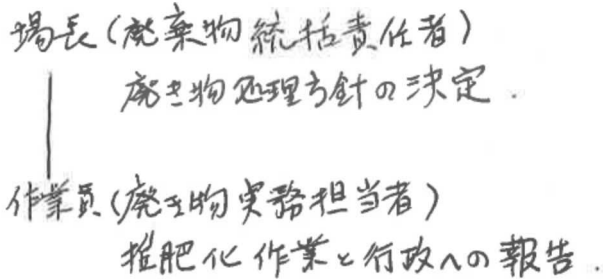 場長(廃棄物統括責任者)
廃き物処理方針の決定.
作業員(廃き物実務担当者)
堆肥化作業と行政への報告.